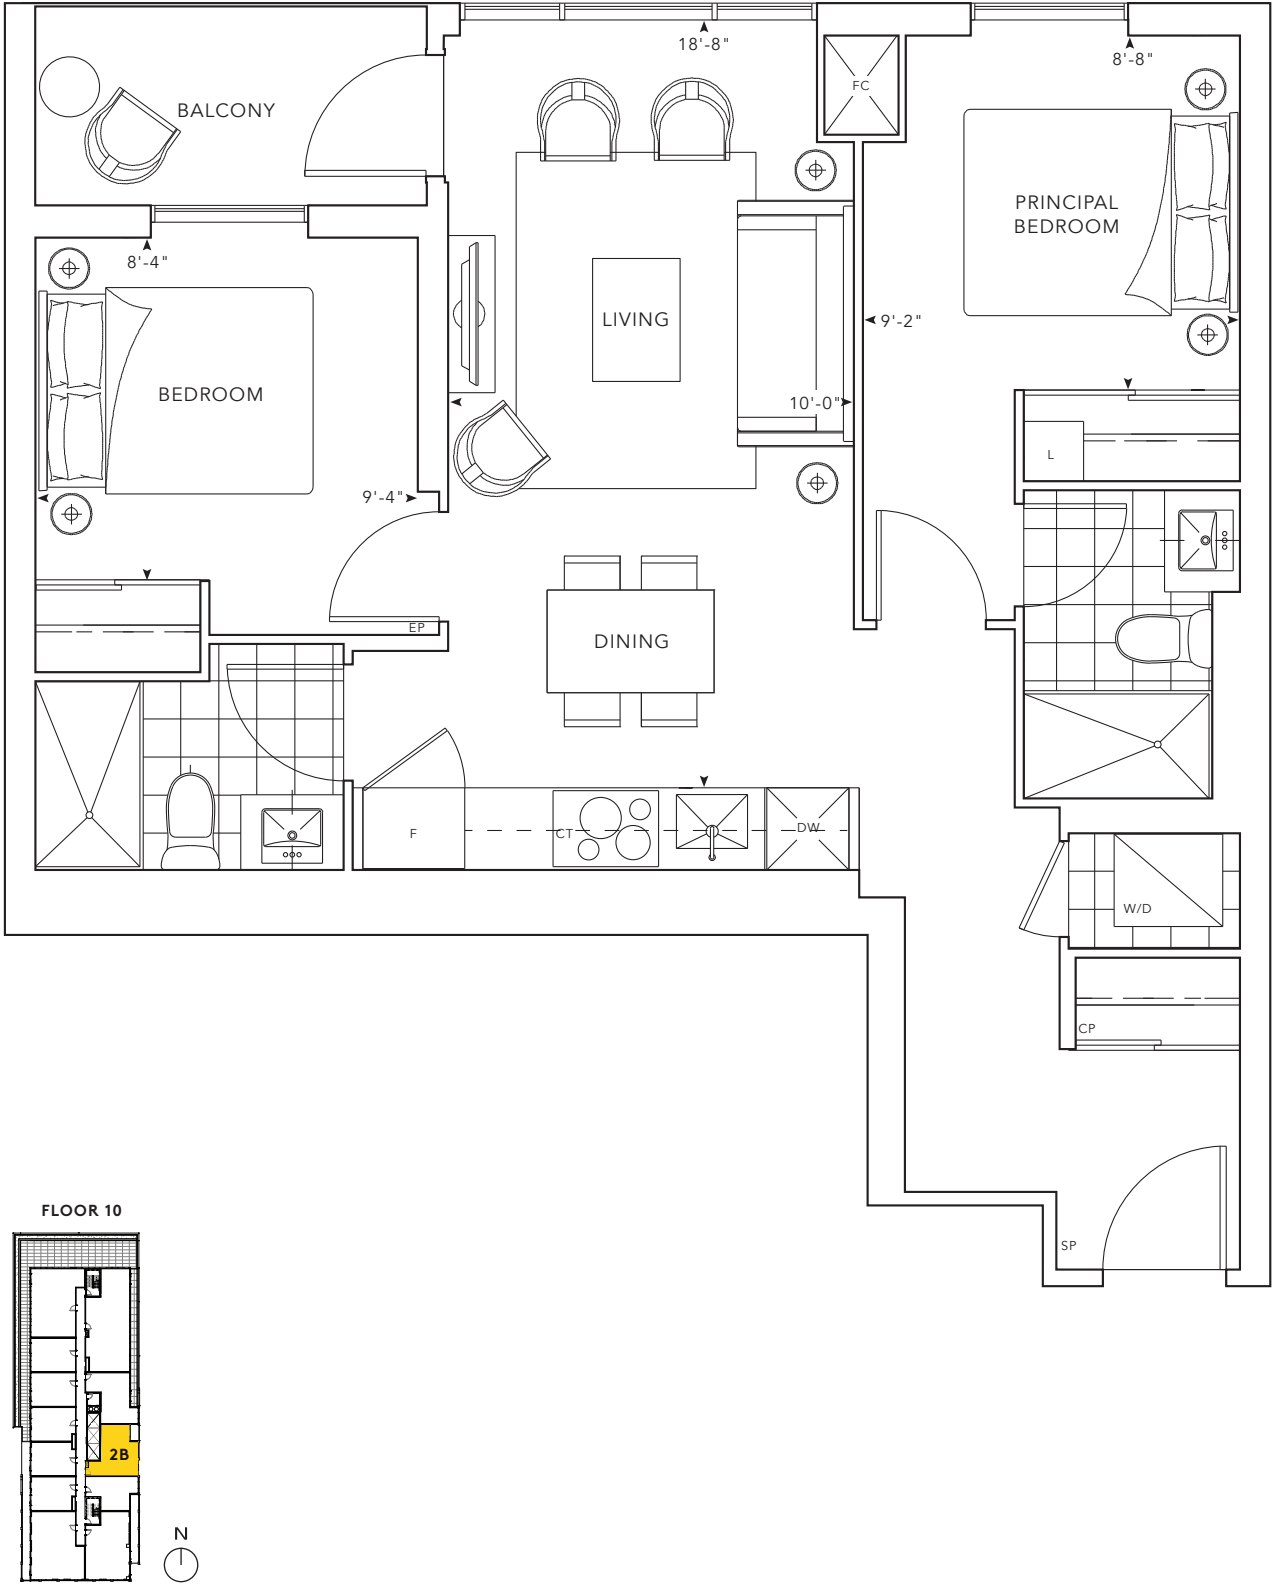 18'-8"
8'-8"
FC
BALCONY
PRINCIPAL
BEDROOM
8'-4"
LIVING
9'-2"
BEDROOM
10'-0"
L
9'-4"
EP
DINING
F
CT
DW
W/D
CP
SP
FLOOR 10
2B
N